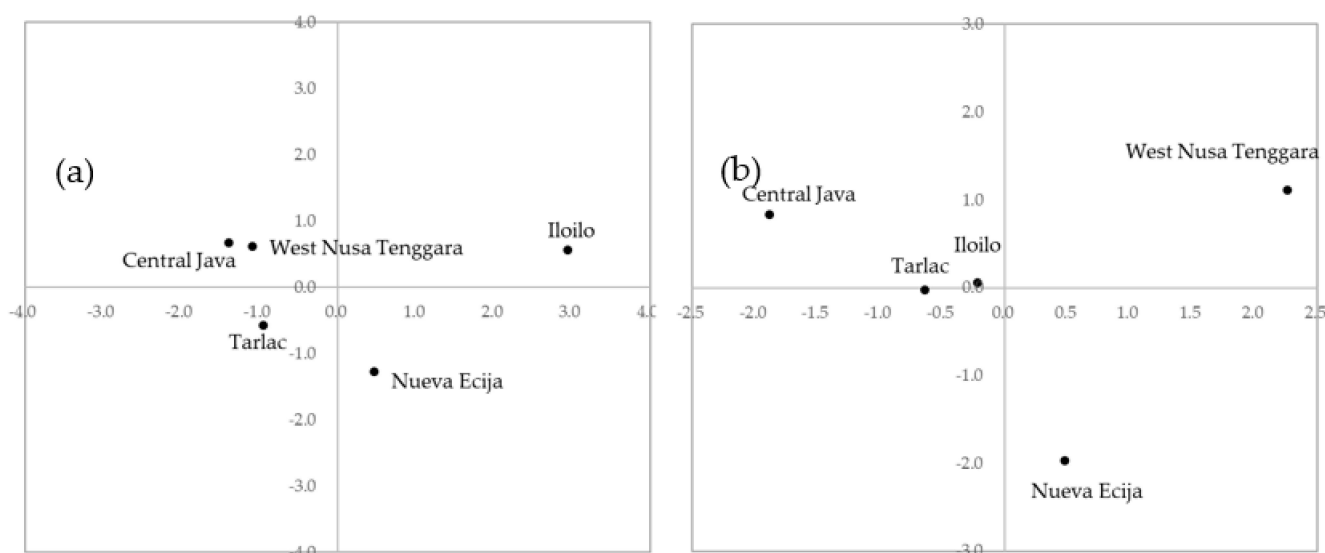 4.0
3.0
2.0
(a)
1.0
Iloilo
West Nusa Tenggara
Central Java
0.0
-4.0 -3.0 -2.0 -1.0 0.0 1.0 2.0 3.0 4.0
Tarlac
-1.0
Nueva Ecija
-2.0
-3.0
-4.0
3.0
2.0
West Nusa Tenggara
(b)
Central Java
1.0
Iloilo
Tarlac
0.0
-2.5 -2.0 -1.5 -1.0 -0.5 0.0 0.5 1.0 1.5 2.0 2.5
-1.0
-2.0
Nueva Ecija
-3.0